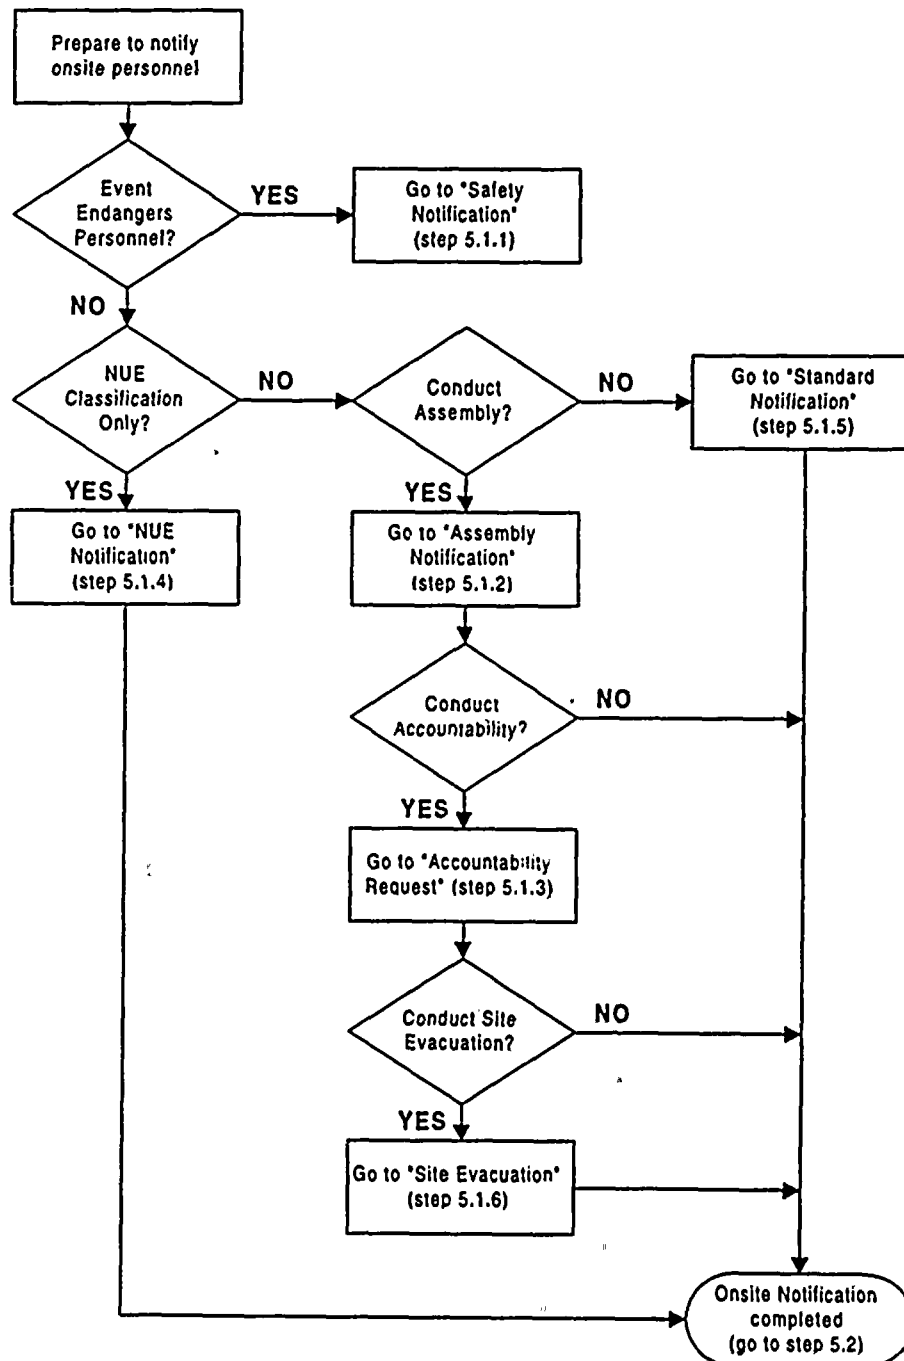 Prepare to notify
onsite personnel
Event
Endangers
Personnel?
YES
Go to "Safety
Notification"
(step 5.1.1)
NO
NUE
Classification
Only?
NO
Conduct
Assembly?
NO
Go to "Standard
Notification"
(step 5.1.5)
YES
Go to "NUE
Notification"
(step 5.1.4)
YES
Go to "Assembly
Notification"
(step 5.1.2)
Conduct
Accountability?
NO
YES
Go to "Accountability
Request" (step 5.1.3)
Conduct Site
Evacuation?
NO
YES
Go to "Site Evacuation"
(step 5.1.6)
Onsite Notification
completed
(go to step 5.2)